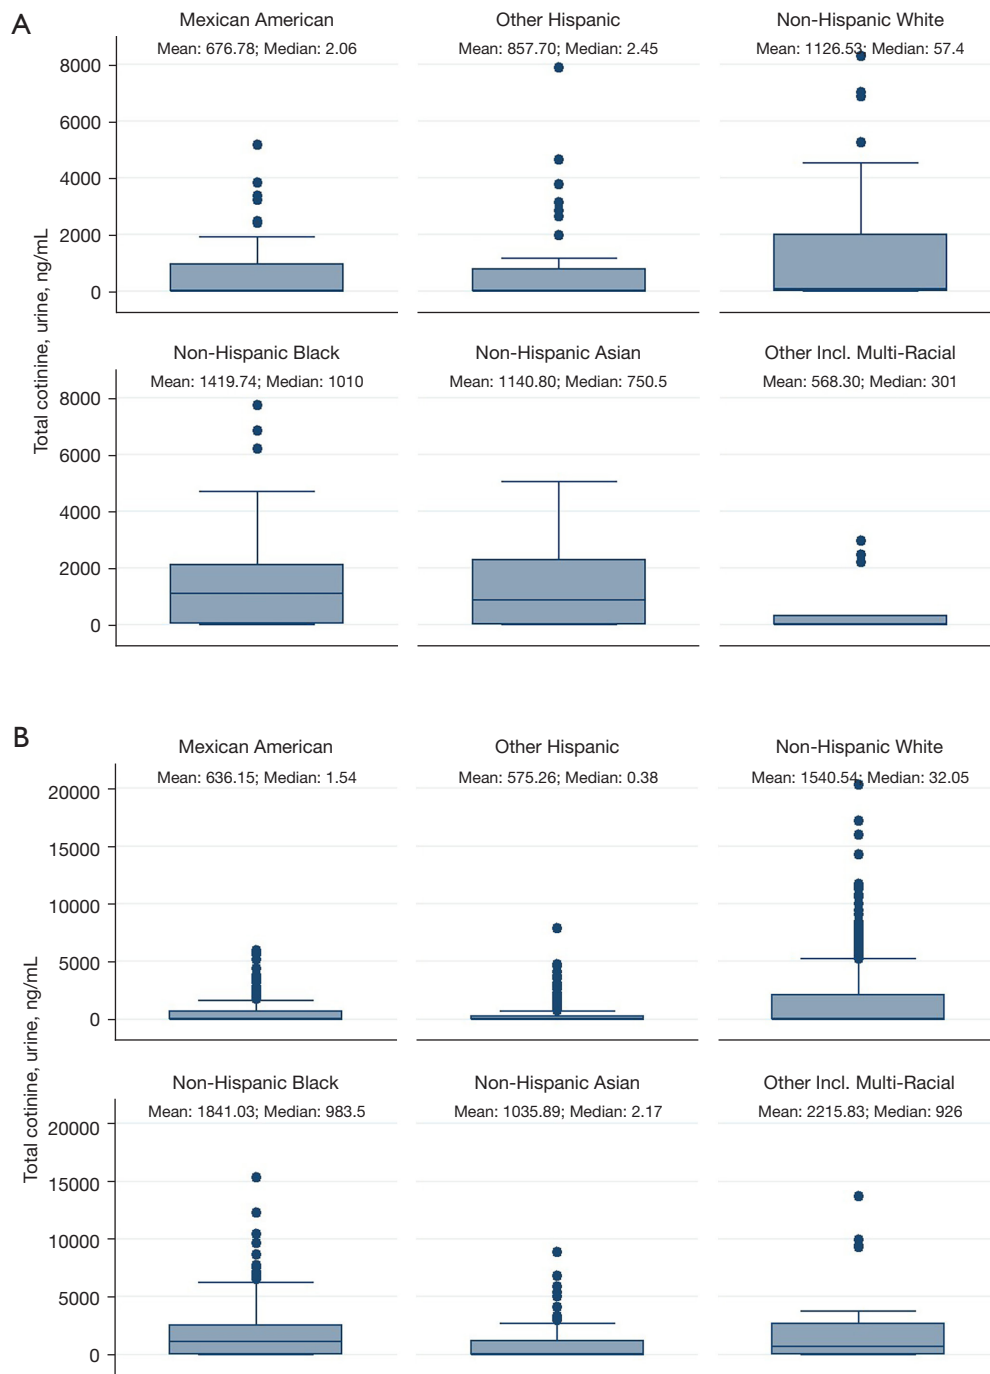 A
Mexican American
Other Hispanic
Non-Hispanic White
Mean: 676.78; Median: 2.06
Mean: 857.70; Median: 2.45
Mean: 1126.53; Median: 57.4
8000
6000
4000
2000
0
Total cotinine, urine, ng/mL
Non-Hispanic Black
Non-Hispanic Asian
Other Incl. Multi-Racial
Mean: 1419.74; Median: 1010
Mean: 1140.80; Median: 750.5
Mean: 568.30; Median: 301
8000
6000
4000
2000
0
B
Mexican American
Other Hispanic
Non-Hispanic White
Mean: 636.15; Median: 1.54
Mean: 575.26; Median: 0.38
Mean: 1540.54; Median: 32.05
20000
15000
10000
5000
0
Total cotinine, urine, ng/mL
Non-Hispanic Black
Non-Hispanic Asian
Other Incl. Multi-Racial
Mean: 1841.03; Median: 983.5
Mean: 1035.89; Median: 2.17
Mean: 2215.83; Median: 926
20000
15000
10000
5000
0